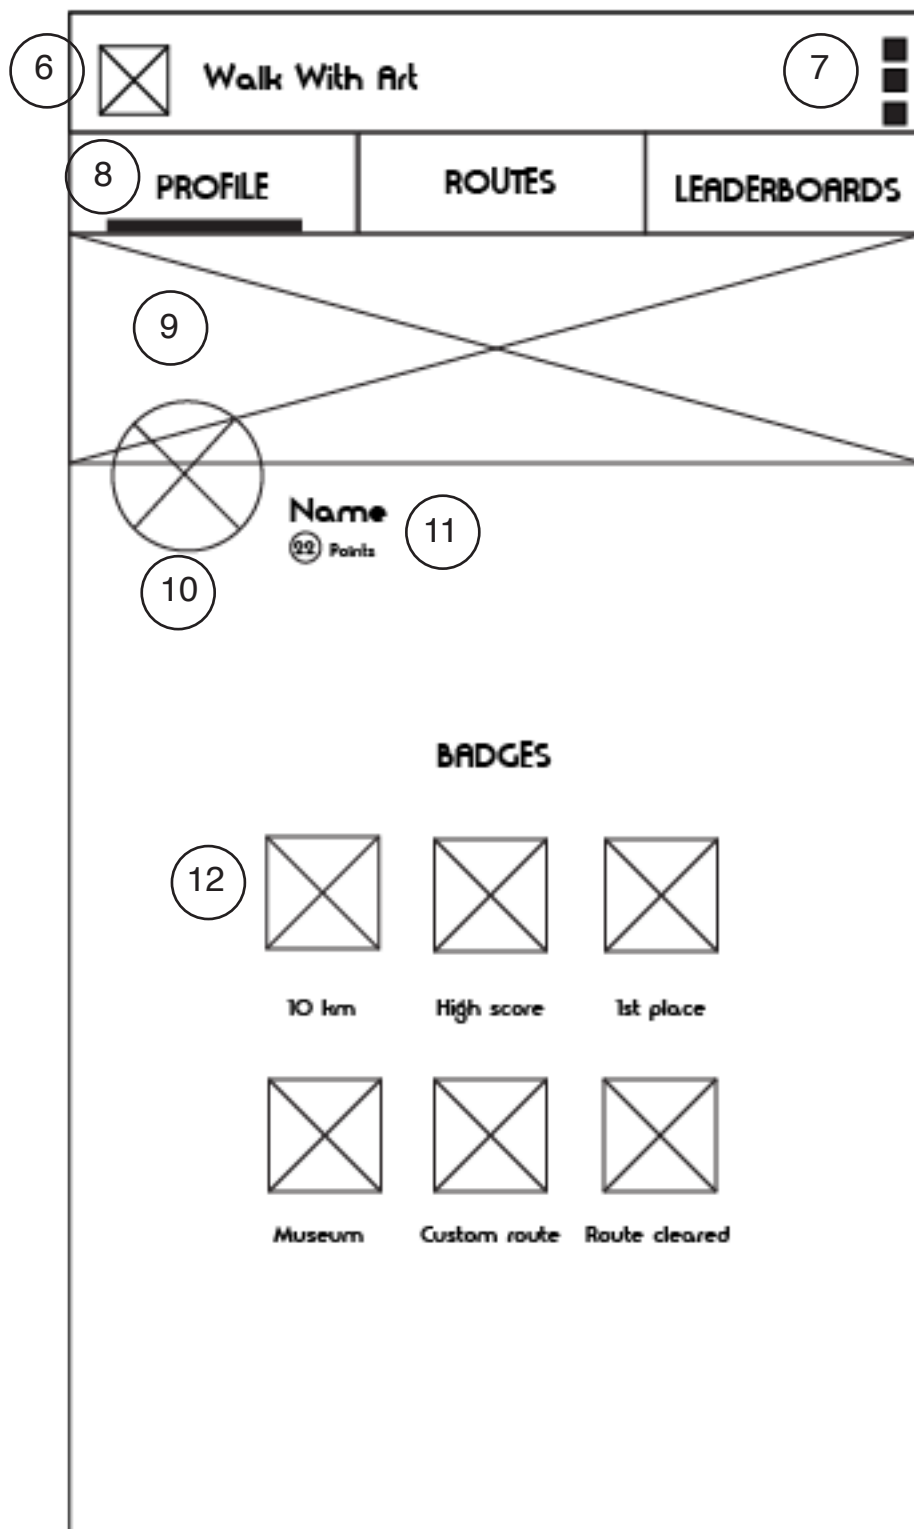 6 Walk With Art 7
8 PROFILE ROUTES LEADERBOARDS
9
Name 11
22 Points
10
BADGES
12
10 km High score 1st place
Museum Custom route Route cleared